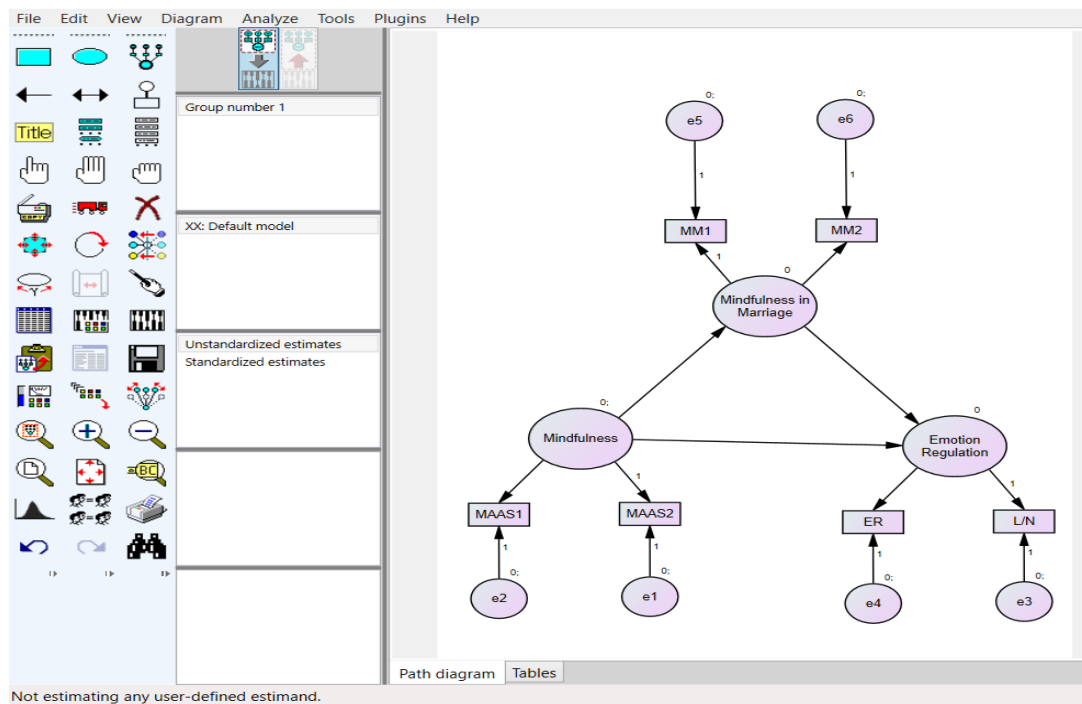 File Edit View Diagram Analyze Tools Plugins Help
Title
Group number 1
XX: Default model
Unstandardized estimates
Standardized estimates
0;
e5
0;
e6
1
1
MM1
MM2
1
0
Mindfulness in
Marriage
0;
Mindfulness
0
Emotion
Regulation
1
1
MAAS1
MAAS2
ER
L/N
1
1
1
1
0;
e2
0;
e1
0;
e4
0;
e3
Path diagram Tables
Not estimating any user-defined estimand.